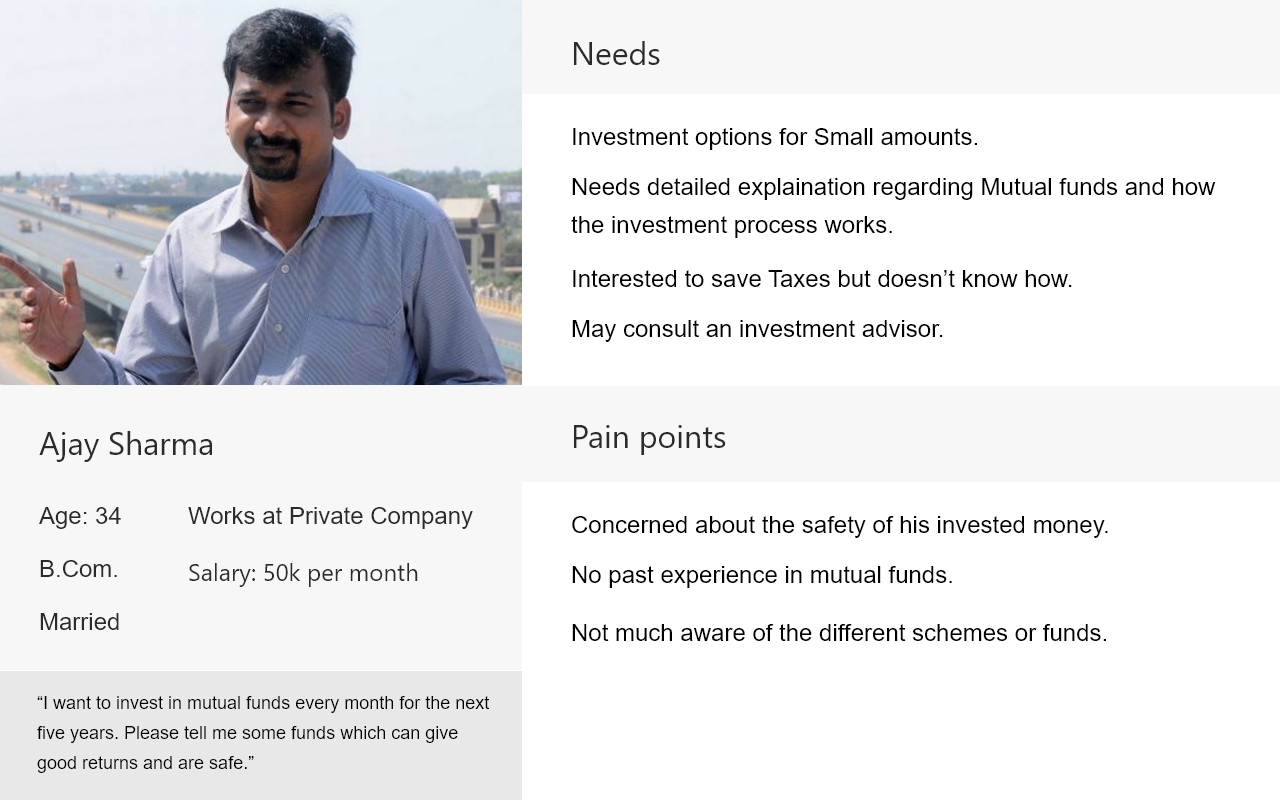 Needs
Investment options for Small amounts.
Needs detailed explaination regarding Mutual funds and how
the investment process works.
Interested to save Taxes but doesn’t know how.
May consult an investment advisor.
Ajay Sharma
Age: 34
Works at Private Company
B.Com.
Salary: 50k per month
Married
“I want to invest in mutual funds every month for the next
five years. Please tell me some funds which can give
good returns and are safe.”
Pain points
Concerned about the safety of his invested money.
No past experience in mutual funds.
Not much aware of the different schemes or funds.